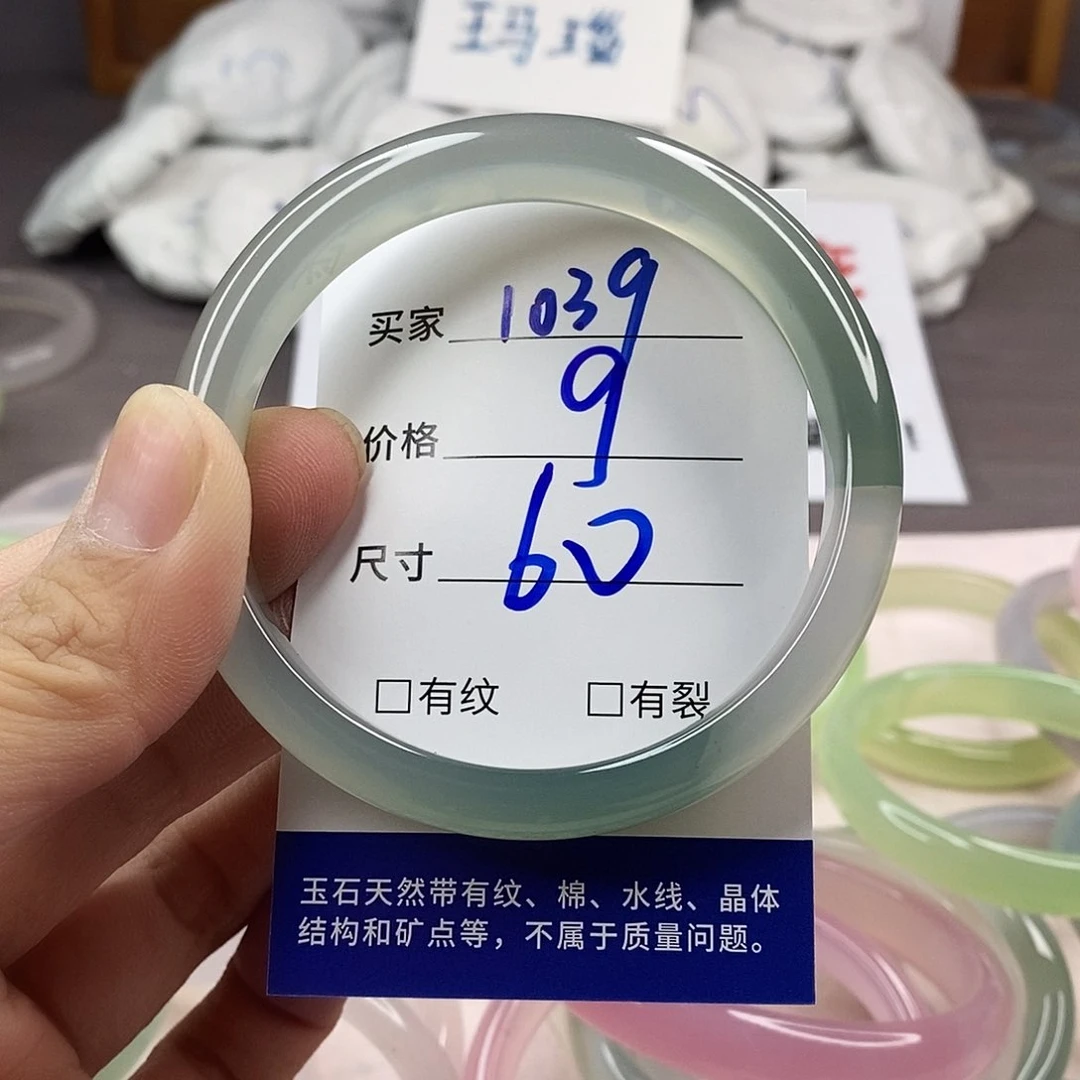 玛瑙
买家 1039
价格 9
尺寸 60
□有纹 □有裂
玉石天然带有纹、棉、水线、晶体
结构和矿点等，不属于质量问题。